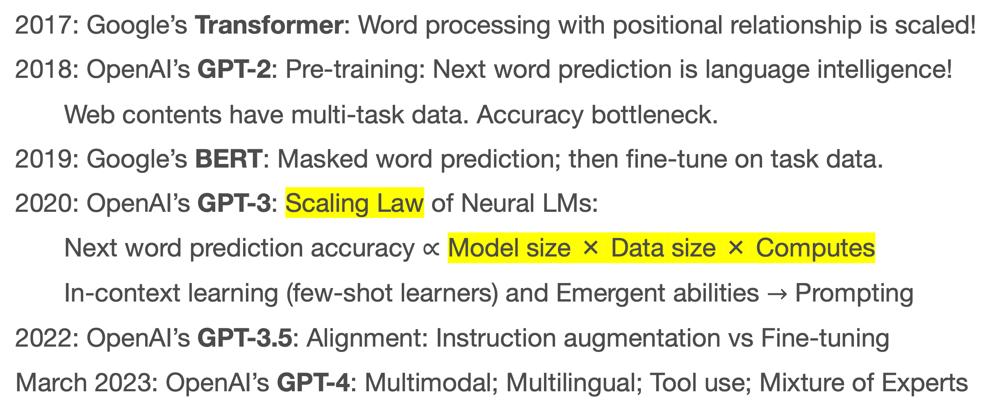 2017: Google’s Transformer: Word processing with positional relationship is scaled!
2018: OpenAI’s GPT-2: Pre-training: Next word prediction is language intelligence!
Web contents have multi-task data. Accuracy bottleneck.
2019: Google’s BERT: Masked word prediction; then fine-tune on task data.
2020: OpenAI’s GPT-3: Scaling Law of Neural LMs:
Next word prediction accuracy ∝ Model size × Data size × Computes
In-context learning (few-shot learners) and Emergent abilities → Prompting
2022: OpenAI’s GPT-3.5: Alignment: Instruction augmentation vs Fine-tuning
March 2023: OpenAI’s GPT-4: Multimodal; Multilingual; Tool use; Mixture of Experts